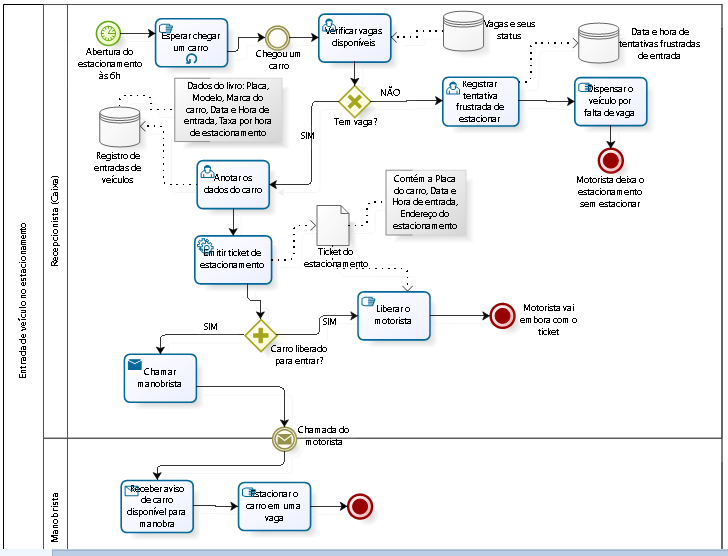 Entrada de veículo no estacionamento
Recepcionista (Caixa)
Abertura do
estacionamento
às 6h
Esperar chegar
um carro
Chegou um
carro
Verificar vagas
disponíveis
Vagas e seus
status
Data e hora de
tentativas frustradas
de entrada
Dados do livro: Placa,
Modelo, Marca do
carro, Data e Hora de
entrada, Taxa por hora
de estacionamento
Tem vaga?
NÃO
SIM
Registrar
tentativa
frustrada de
estacionar
Dispensar o
veículo por
falta de vaga
Motorista deixa o
estacionamento
sem estacionar
Registro de
entradas de
veículos
Anotar os
dados do carro
Contém a Placa
do carro, Data e
Hora de entrada,
Endereço do
estacionamento
Emitir ticket de
estacionamento
Ticket do
estacionamento
SIM
SIM
Carro liberado
para entrar?
Liberar o
motorista
Motorista vai
embora com o
ticket
Chamar
manobrista
Chamada do
motorista
Manobrista
Receber aviso
de carro
disponível para
manobra
Estacionar o
carro em uma
vaga